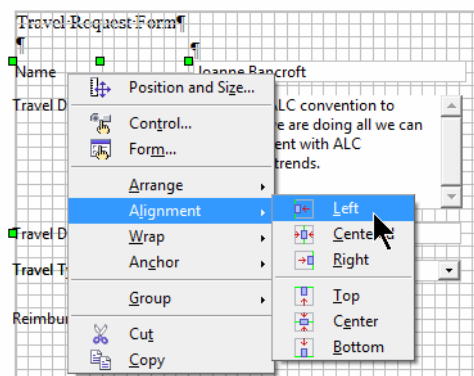 Travel Request Form¶
¶
¶
Name
Joanne Bancroft
Position and Size...
Travel D
ALC convention to
Control...
e are doing all we can
Form...
ent with ALC
trends.
Arrange
Alignment
Left
Travel D
Wrap
Centered
Anchor
Right
Travel T
Group
Top
Reimbur
Center
Cut
Bottom
Copy